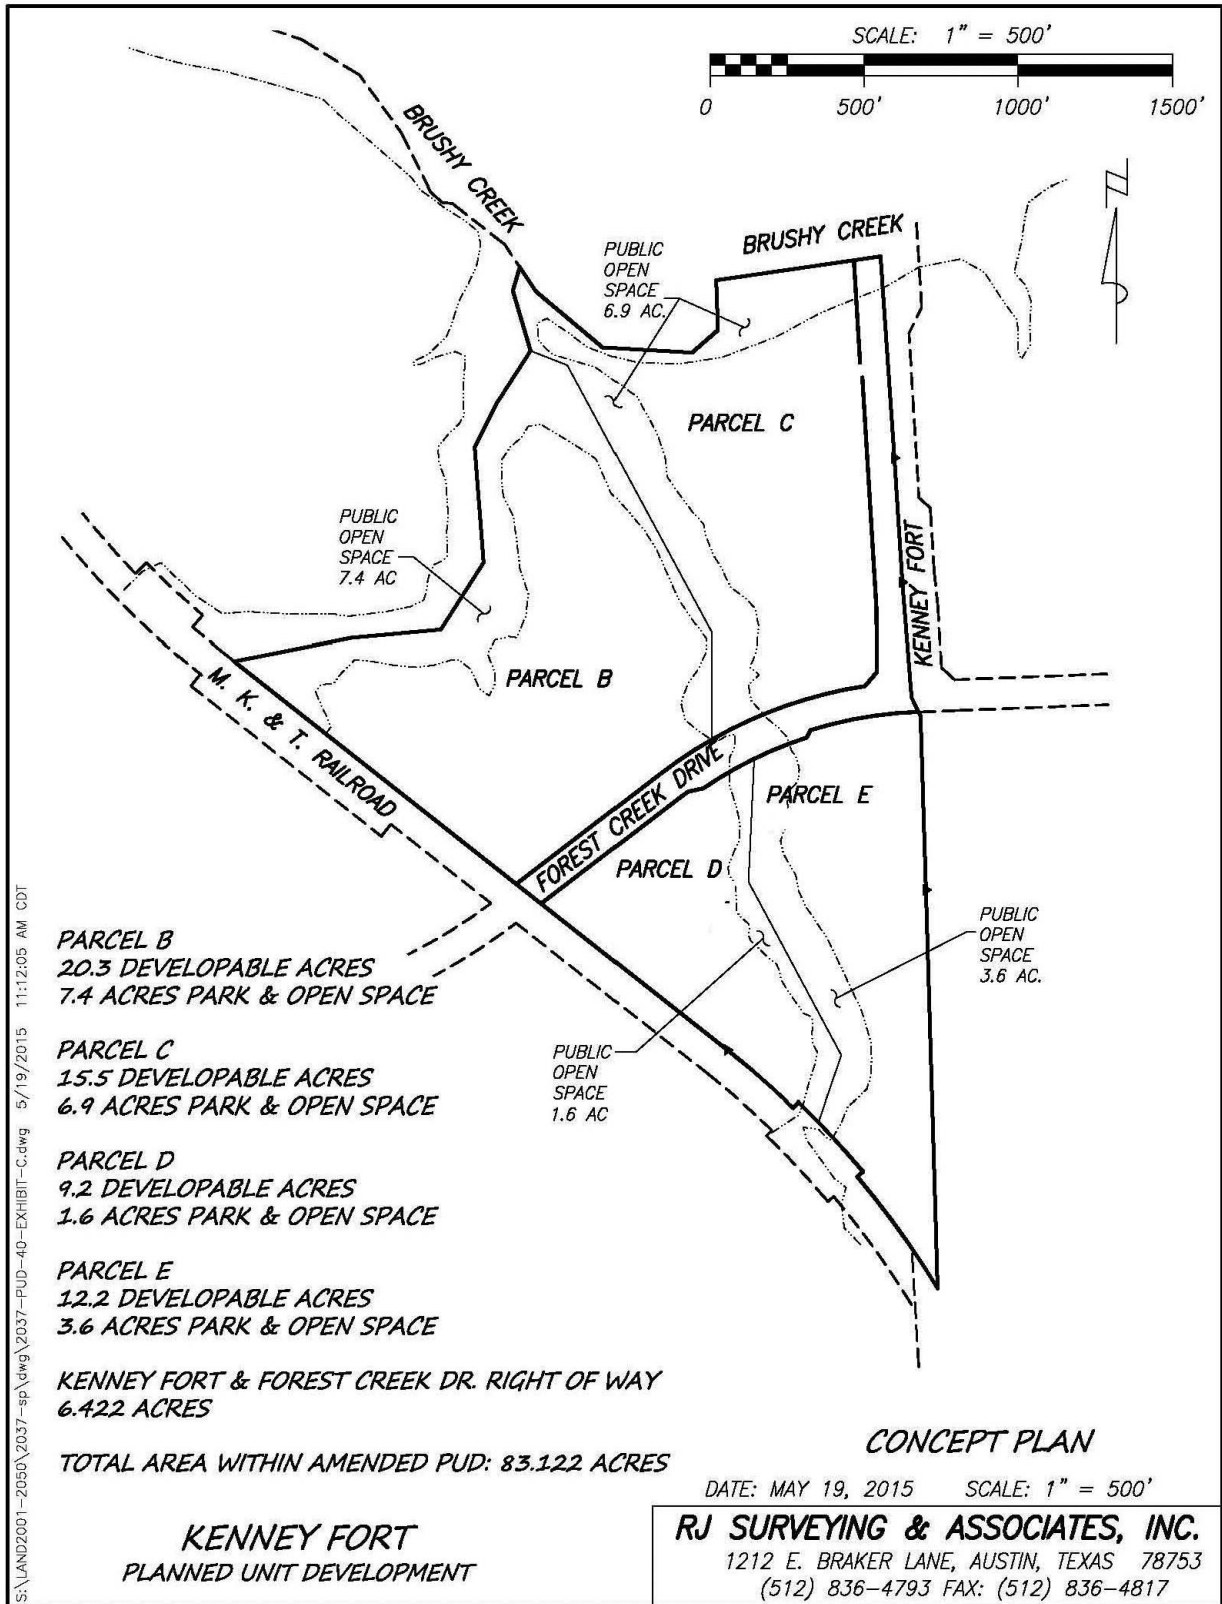 SCALE: 1" = 500'
0 500' 1000' 1500'
BRUSHY CREEK
BRUSHY CREEK
PUBLIC
OPEN
SPACE
6.9 AC.
PARCEL C
PUBLIC
OPEN
SPACE
7.4 AC
KENNEY FORT
PARCEL B
M. K. & T. RAILROAD
FOREST CREEK DRIVE
PARCEL E
PARCEL D
PUBLIC
OPEN
SPACE
3.6 AC.
PUBLIC
OPEN
SPACE
1.6 AC
PARCEL B
20.3 DEVELOPABLE ACRES
7.4 ACRES PARK & OPEN SPACE
PARCEL C
15.5 DEVELOPABLE ACRES
6.9 ACRES PARK & OPEN SPACE
PARCEL D
9.2 DEVELOPABLE ACRES
1.6 ACRES PARK & OPEN SPACE
PARCEL E
12.2 DEVELOPABLE ACRES
3.6 ACRES PARK & OPEN SPACE
KENNEY FORT & FOREST CREEK DR. RIGHT OF WAY
6.422 ACRES
TOTAL AREA WITHIN AMENDED PUD: 83.122 ACRES
KENNEY FORT
PLANNED UNIT DEVELOPMENT
CONCEPT PLAN
DATE: MAY 19, 2015 SCALE: 1" = 500'
RJ SURVEYING & ASSOCIATES, INC.
1212 E. BRAKER LANE, AUSTIN, TEXAS 78753
(512) 836-4793 FAX: (512) 836-4817
S:\LAND2001-2050\2037-sp\dwg\2037-PUD-40-EXHIBIT-C.dwg 5/19/2015 11:12:05 AM CDT
N